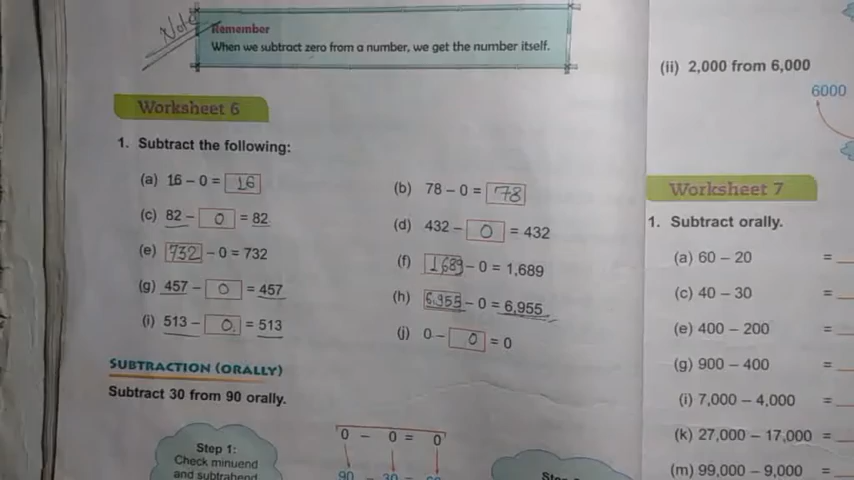 Note
Remember
When we subtract zero from a number, we get the number itself.
Worksheet 6
1. Subtract the following:
(a) 16 – 0 = 16
(b) 78 – 0 = 78
(c) 82 – 0 = 82
(d) 432 – 0 = 432
(e) 732 – 0 = 732
(f) 1689 – 0 = 1,689
(g) 457 – 0 = 457
(h) 6,955 – 0 = 6,955
(i) 513 – 0 = 513
(j) 0 – 0 = 0
SUBTRACTION (ORALLY)
Subtract 30 from 90 orally.
Step 1:
Check minuend
and subtrahend
0 – 0 = 0
90 – 30 =
(ii) 2,000 from 6,000
6000
Worksheet 7
1. Subtract orally.
(a) 60 – 20 =
(c) 40 – 30 =
(e) 400 – 200 =
(g) 900 – 400 =
(i) 7,000 – 4,000 =
(k) 27,000 – 17,000 =
(m) 99,000 – 9,000 =